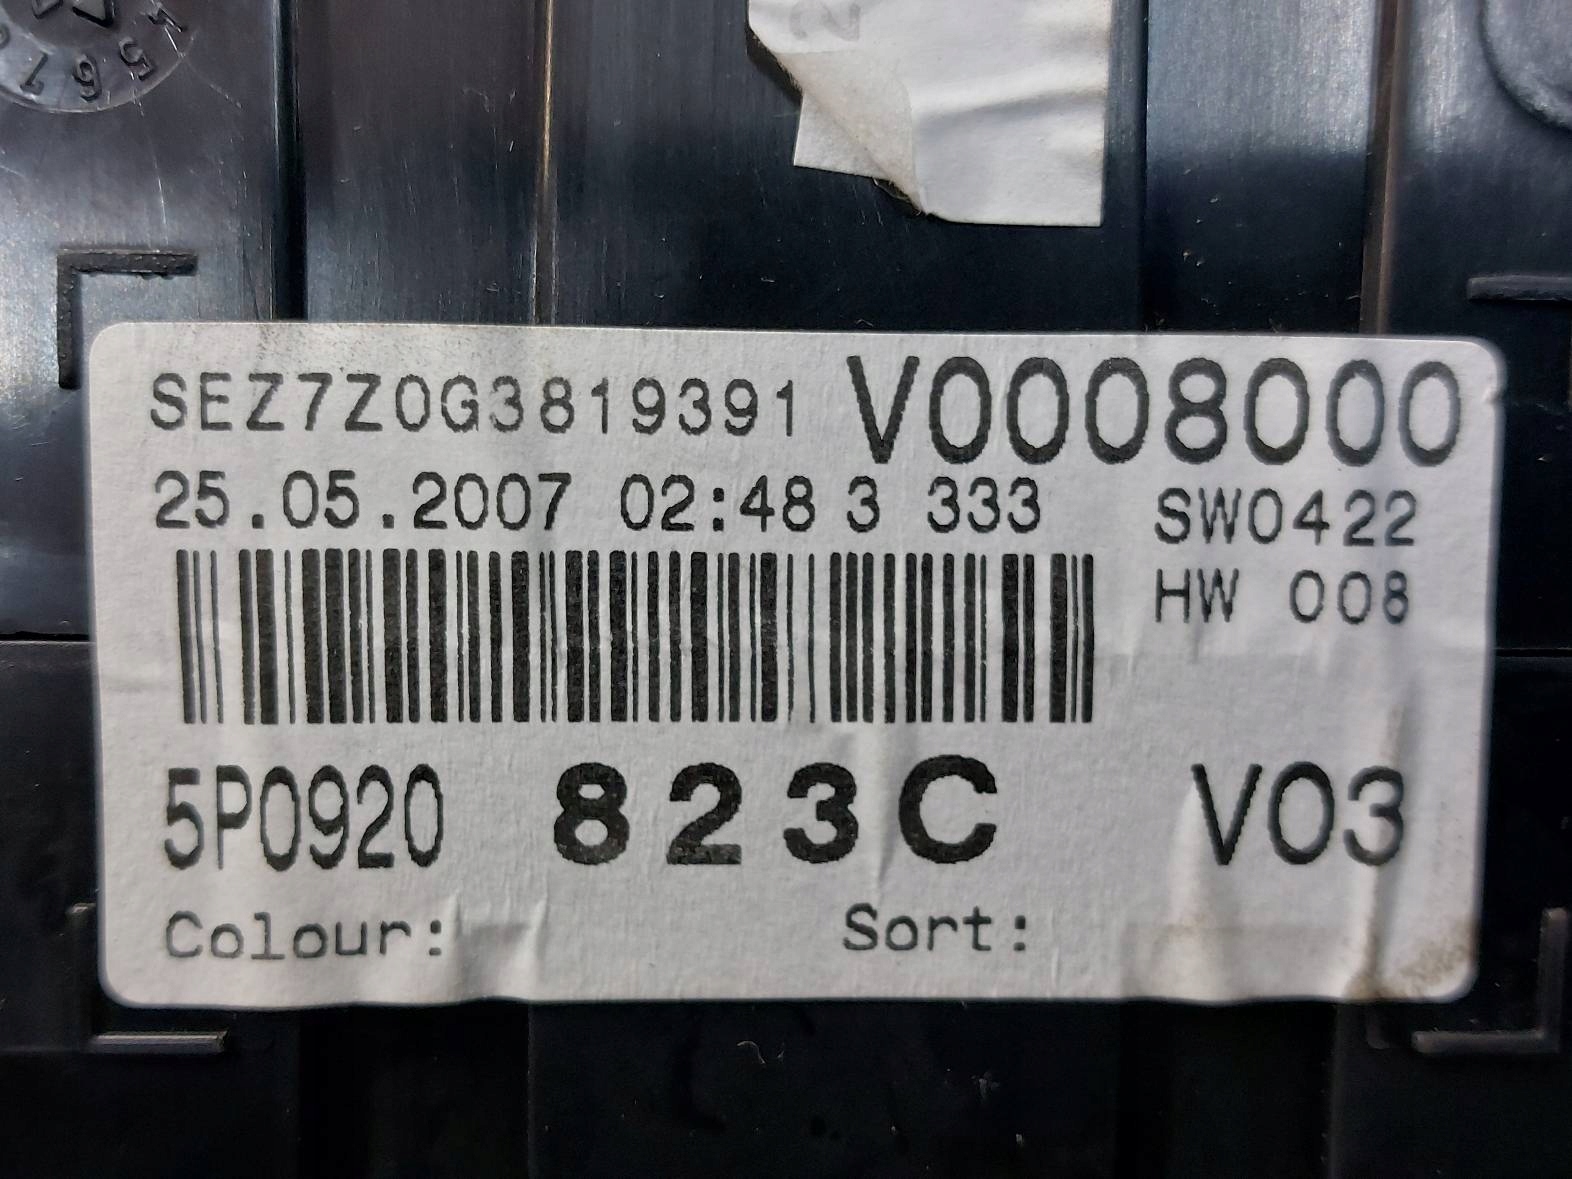 SEZ7Z0G3819391 V0008000
25.05.2007 02:48 3 333 SW0422
HW 008
5P0920 823C V03
Colour: Sort: